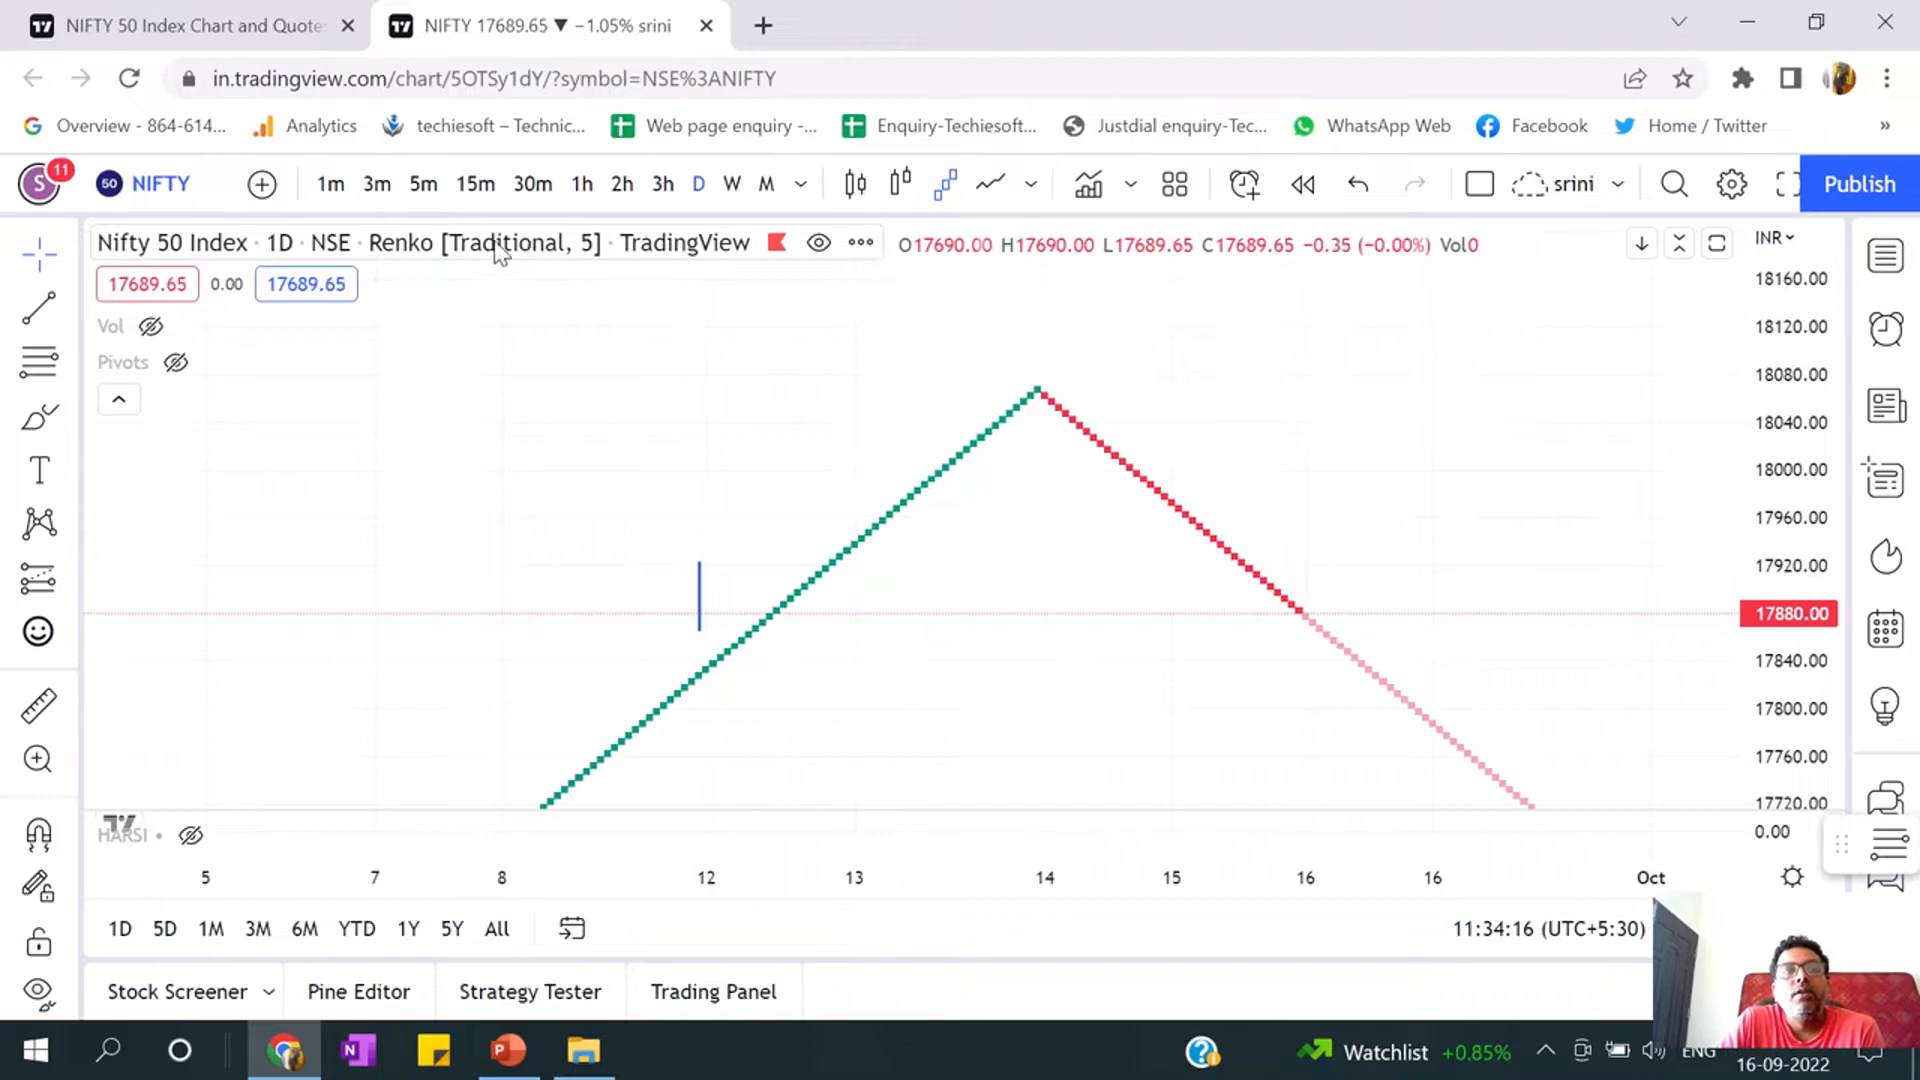 NIFTY 50 Index Chart and Quote
NIFTY 17689.65 ▼ −1.05% srini
in.tradingview.com/chart/5OTSy1dY/?symbol=NSE%3ANIFTY
Overview - 864-614... Analytics techiesoft – Technic... Web page enquiry -... Enquiry-Techiesoft... Justdial enquiry-Tec... WhatsApp Web Facebook Home / Twitter »
S 11 50 NIFTY 1m 3m 5m 15m 30m 1h 2h 3h D W M srini Publish
Nifty 50 Index · 1D · NSE · Renko [Traditional, 5] · TradingView O17690.00 H17690.00 L17689.65 C17689.65 −0.35 (−0.00%) Vol0 INR
17689.65 0.00 17689.65
Vol
Pivots
18160.00
18120.00
18080.00
18040.00
18000.00
17960.00
17920.00
17880.00
17840.00
17800.00
17760.00
17720.00
0.00
HARSI
5 7 8 12 13 14 15 16 16 Oct
1D 5D 1M 3M 6M YTD 1Y 5Y All 11:34:16 (UTC+5:30)
Stock Screener Pine Editor Strategy Tester Trading Panel
Watchlist +0.85% ENG
16-09-2022